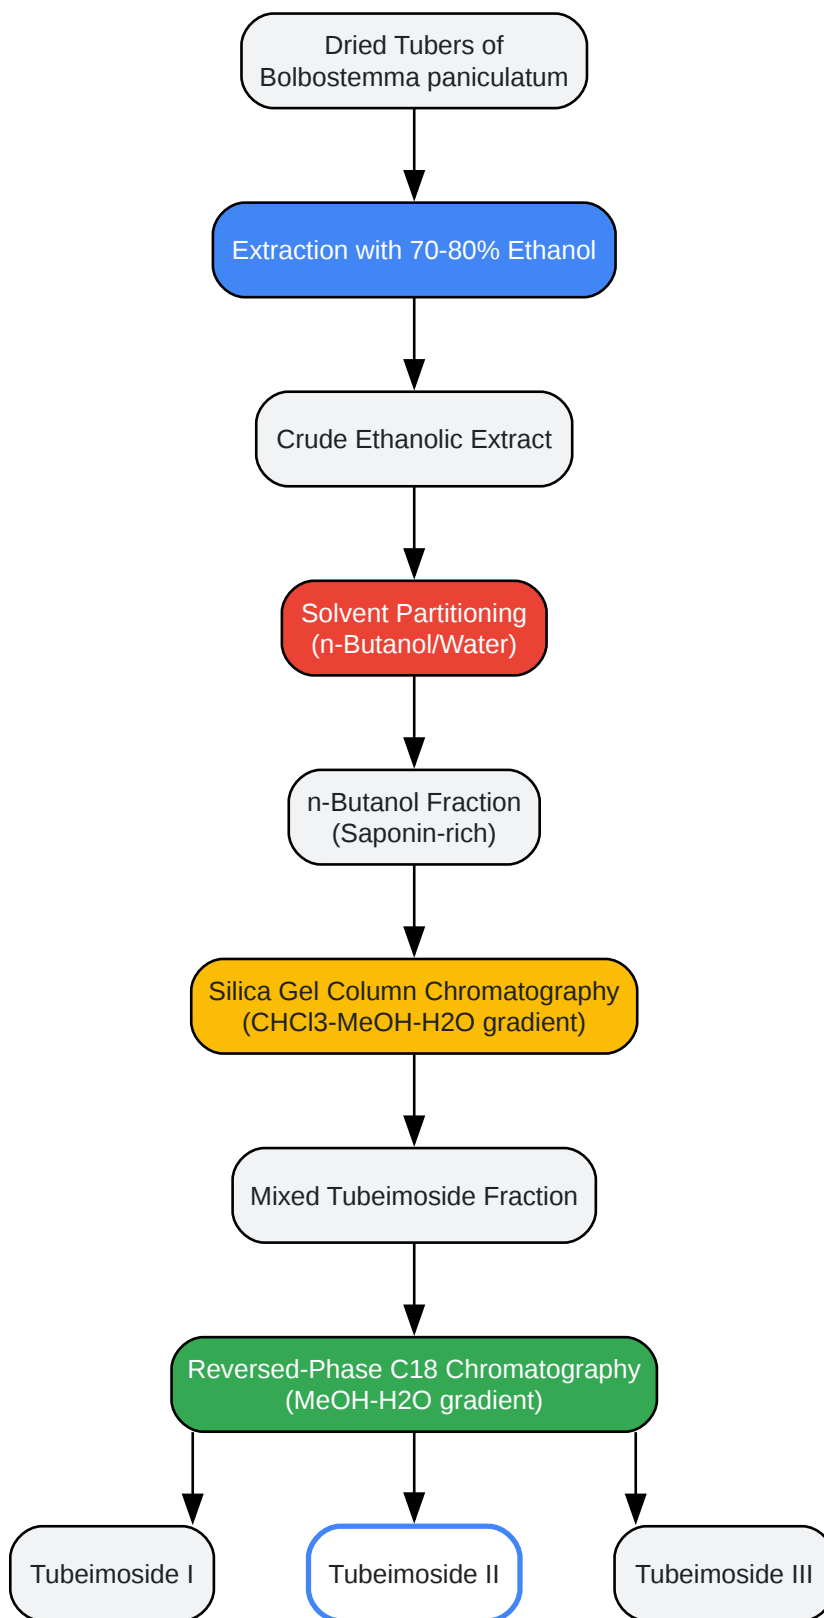 Dried Tubers of
Bolbostemma paniculatum
Extraction with 70-80% Ethanol
Crude Ethanolic Extract
Solvent Partitioning
(n-Butanol/Water)
n-Butanol Fraction
(Saponin-rich)
Silica Gel Column Chromatography
(CHCl3-MeOH-H2O gradient)
Mixed Tubeimoside Fraction
Reversed-Phase C18 Chromatography
(MeOH-H2O gradient)
Tubeimoside I
Tubeimoside II
Tubeimoside III